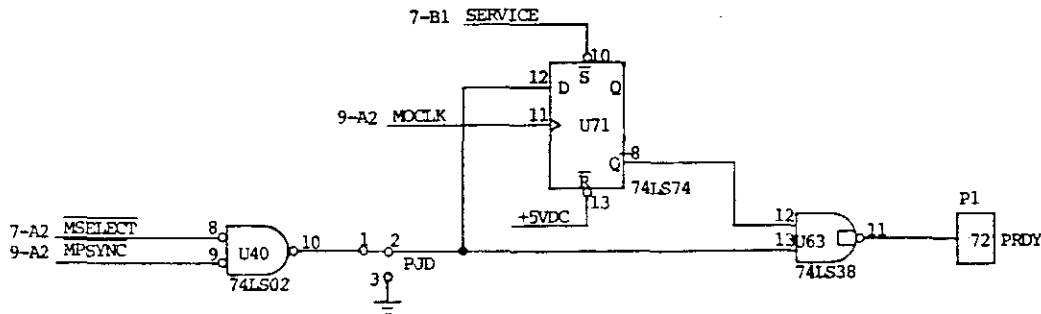 7-B1 SERVICE
10
S
12
D
Q
9-A2 MOCLK
11
U71
Q
8
R
74LS74
13
+5VDC
7-A2 MSELECT
8
9-A2 MPSYNC
9
U40
10
74LS02
1
2
PJD
3
12
13
U63
11
74LS38
P1
72
PRDY